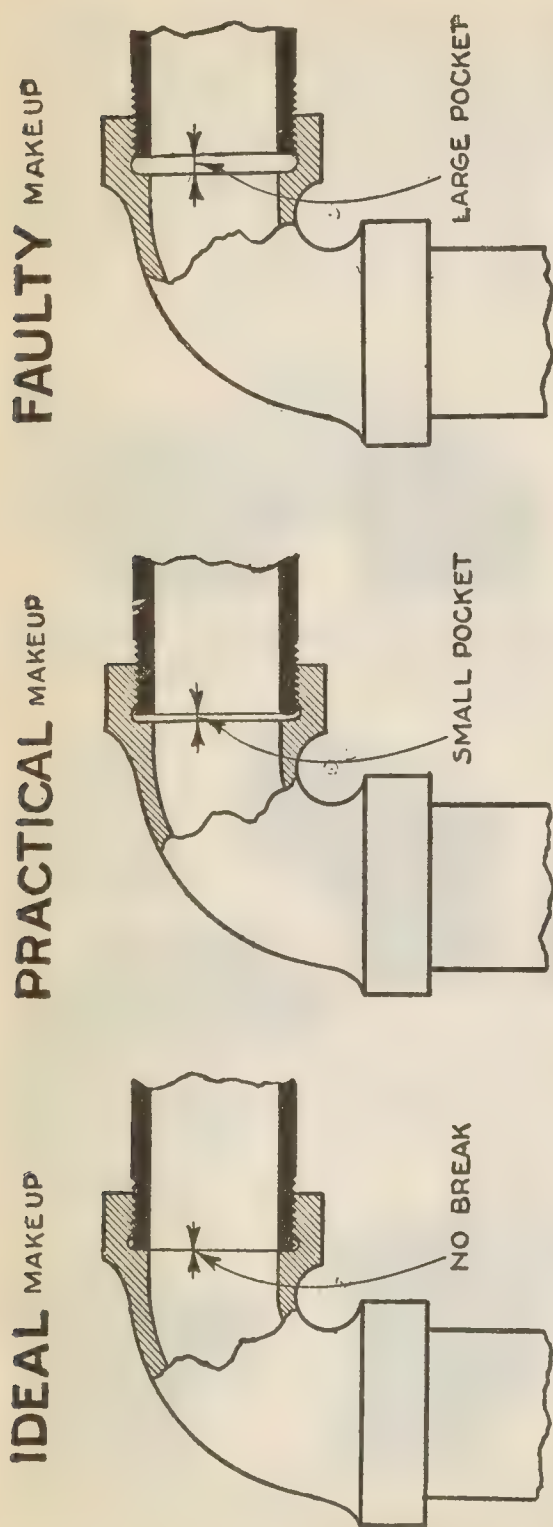 IDEAL MAKEUP
NO BREAK
PRACTICAL MAKEUP
SMALL POCKET
FAULTY MAKEUP
LARGE POCKET